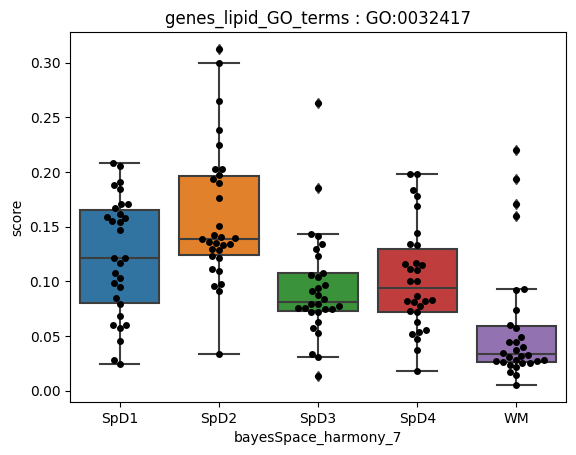 genes_lipid_GO_terms : GO:0032417
score
0.30
0.25
0.20
0.15
0.10
0.05
0.00
SpD1 SpD2 SpD3 SpD4 WM
bayesSpace_harmony_7